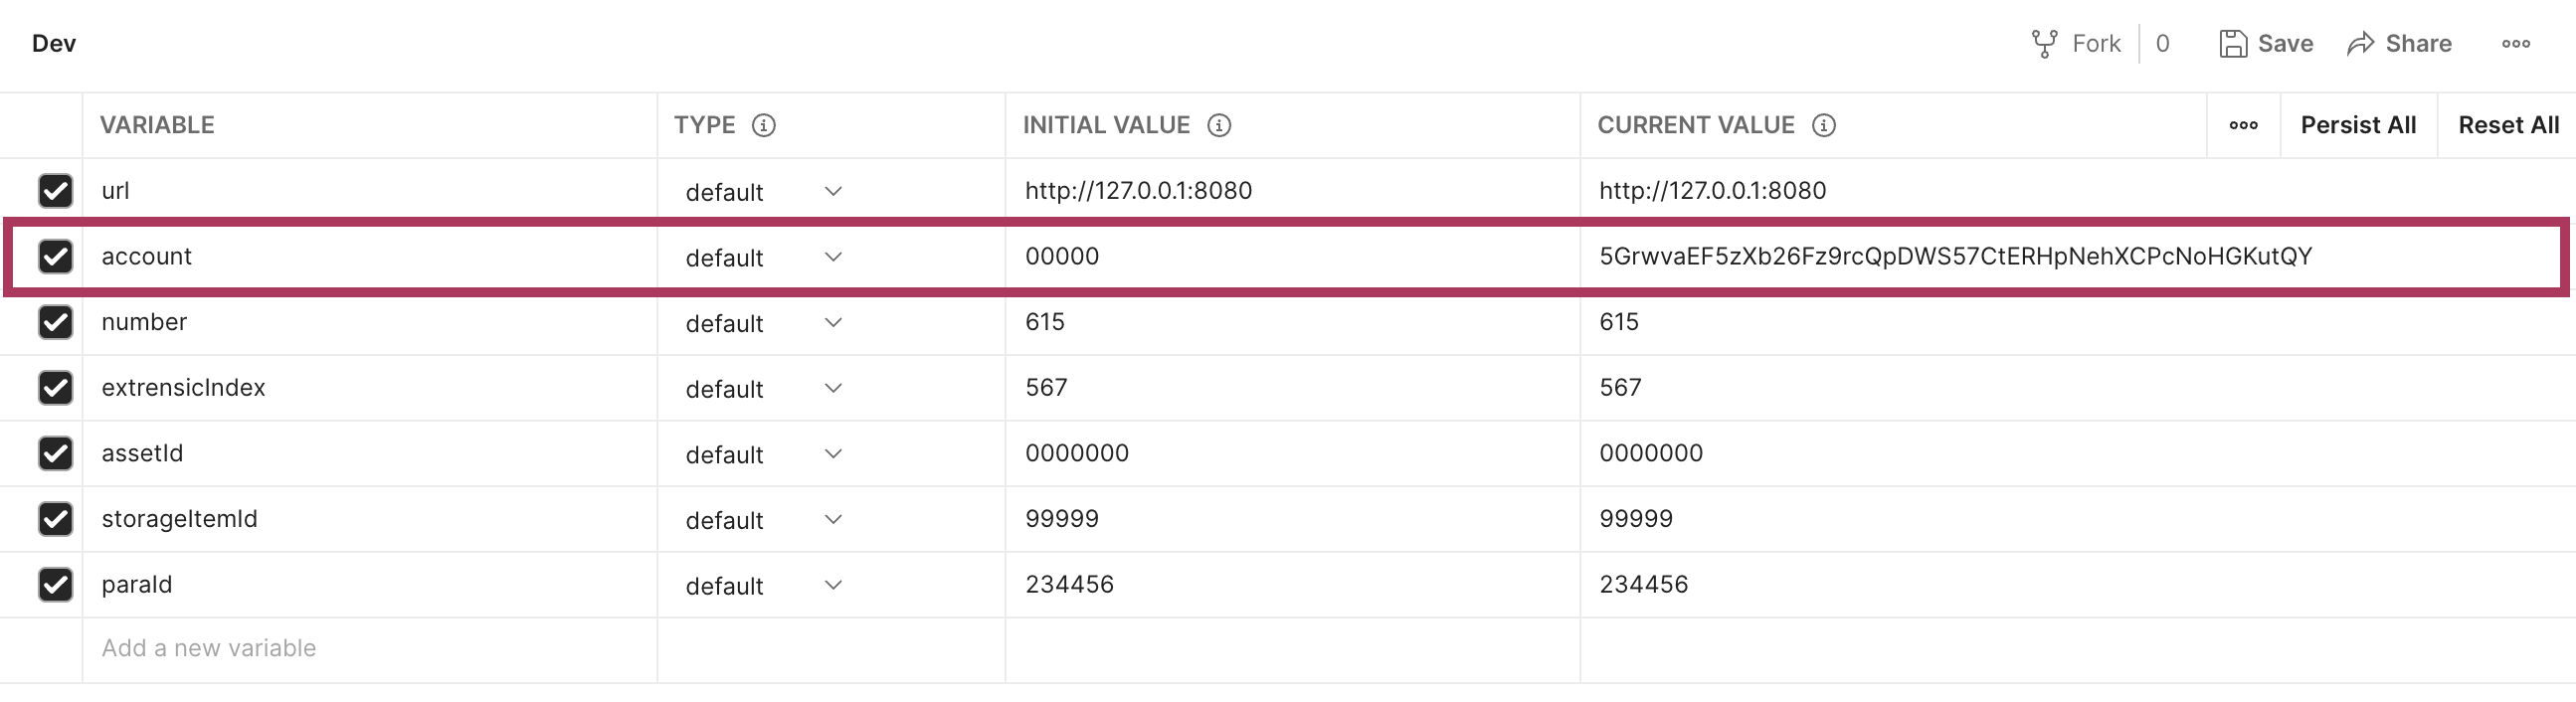 Dev Fork 0 Save Share
VARIABLE TYPE INITIAL VALUE CURRENT VALUE Persist All Reset All
url default http://127.0.0.1:8080 http://127.0.0.1:8080
account default 00000 5GrwvaEF5zXb26Fz9rcQpDWS57CtERHpNehXCPcNoHGKutQY
number default 615 615
extrensicIndex default 567 567
assetId default 0000000 0000000
storageItemId default 99999 99999
paraId default 234456 234456
Add a new variable